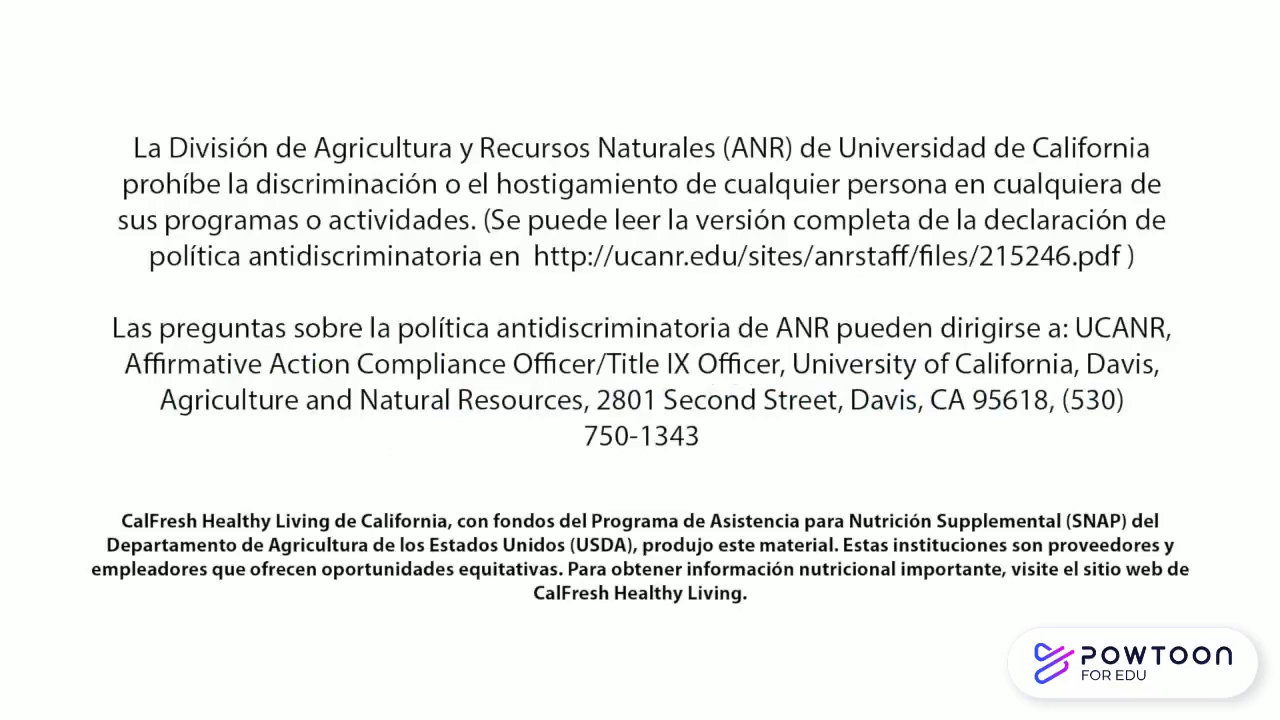 La División de Agricultura y Recursos Naturales (ANR) de Universidad de California
prohíbe la discriminación o el hostigamiento de cualquier persona en cualquiera de
sus programas o actividades. (Se puede leer la versión completa de la declaración de
política antidiscriminatoria en  http://ucanr.edu/sites/anrstaff/files/215246.pdf )
Las preguntas sobre la política antidiscriminatoria de ANR pueden dirigirse a: UCANR,
Affirmative Action Compliance Officer/Title IX Officer, University of California, Davis,
Agriculture and Natural Resources, 2801 Second Street, Davis, CA 95618, (530)
750-1343
CalFresh Healthy Living de California, con fondos del Programa de Asistencia para Nutrición Supplemental (SNAP) del
Departamento de Agricultura de los Estados Unidos (USDA), produjo este material. Estas instituciones son proveedores y
empleadores que ofrecen oportunidades equitativas. Para obtener información nutricional importante, visite el sitio web de
CalFresh Healthy Living.
POWTOON
FOR EDU